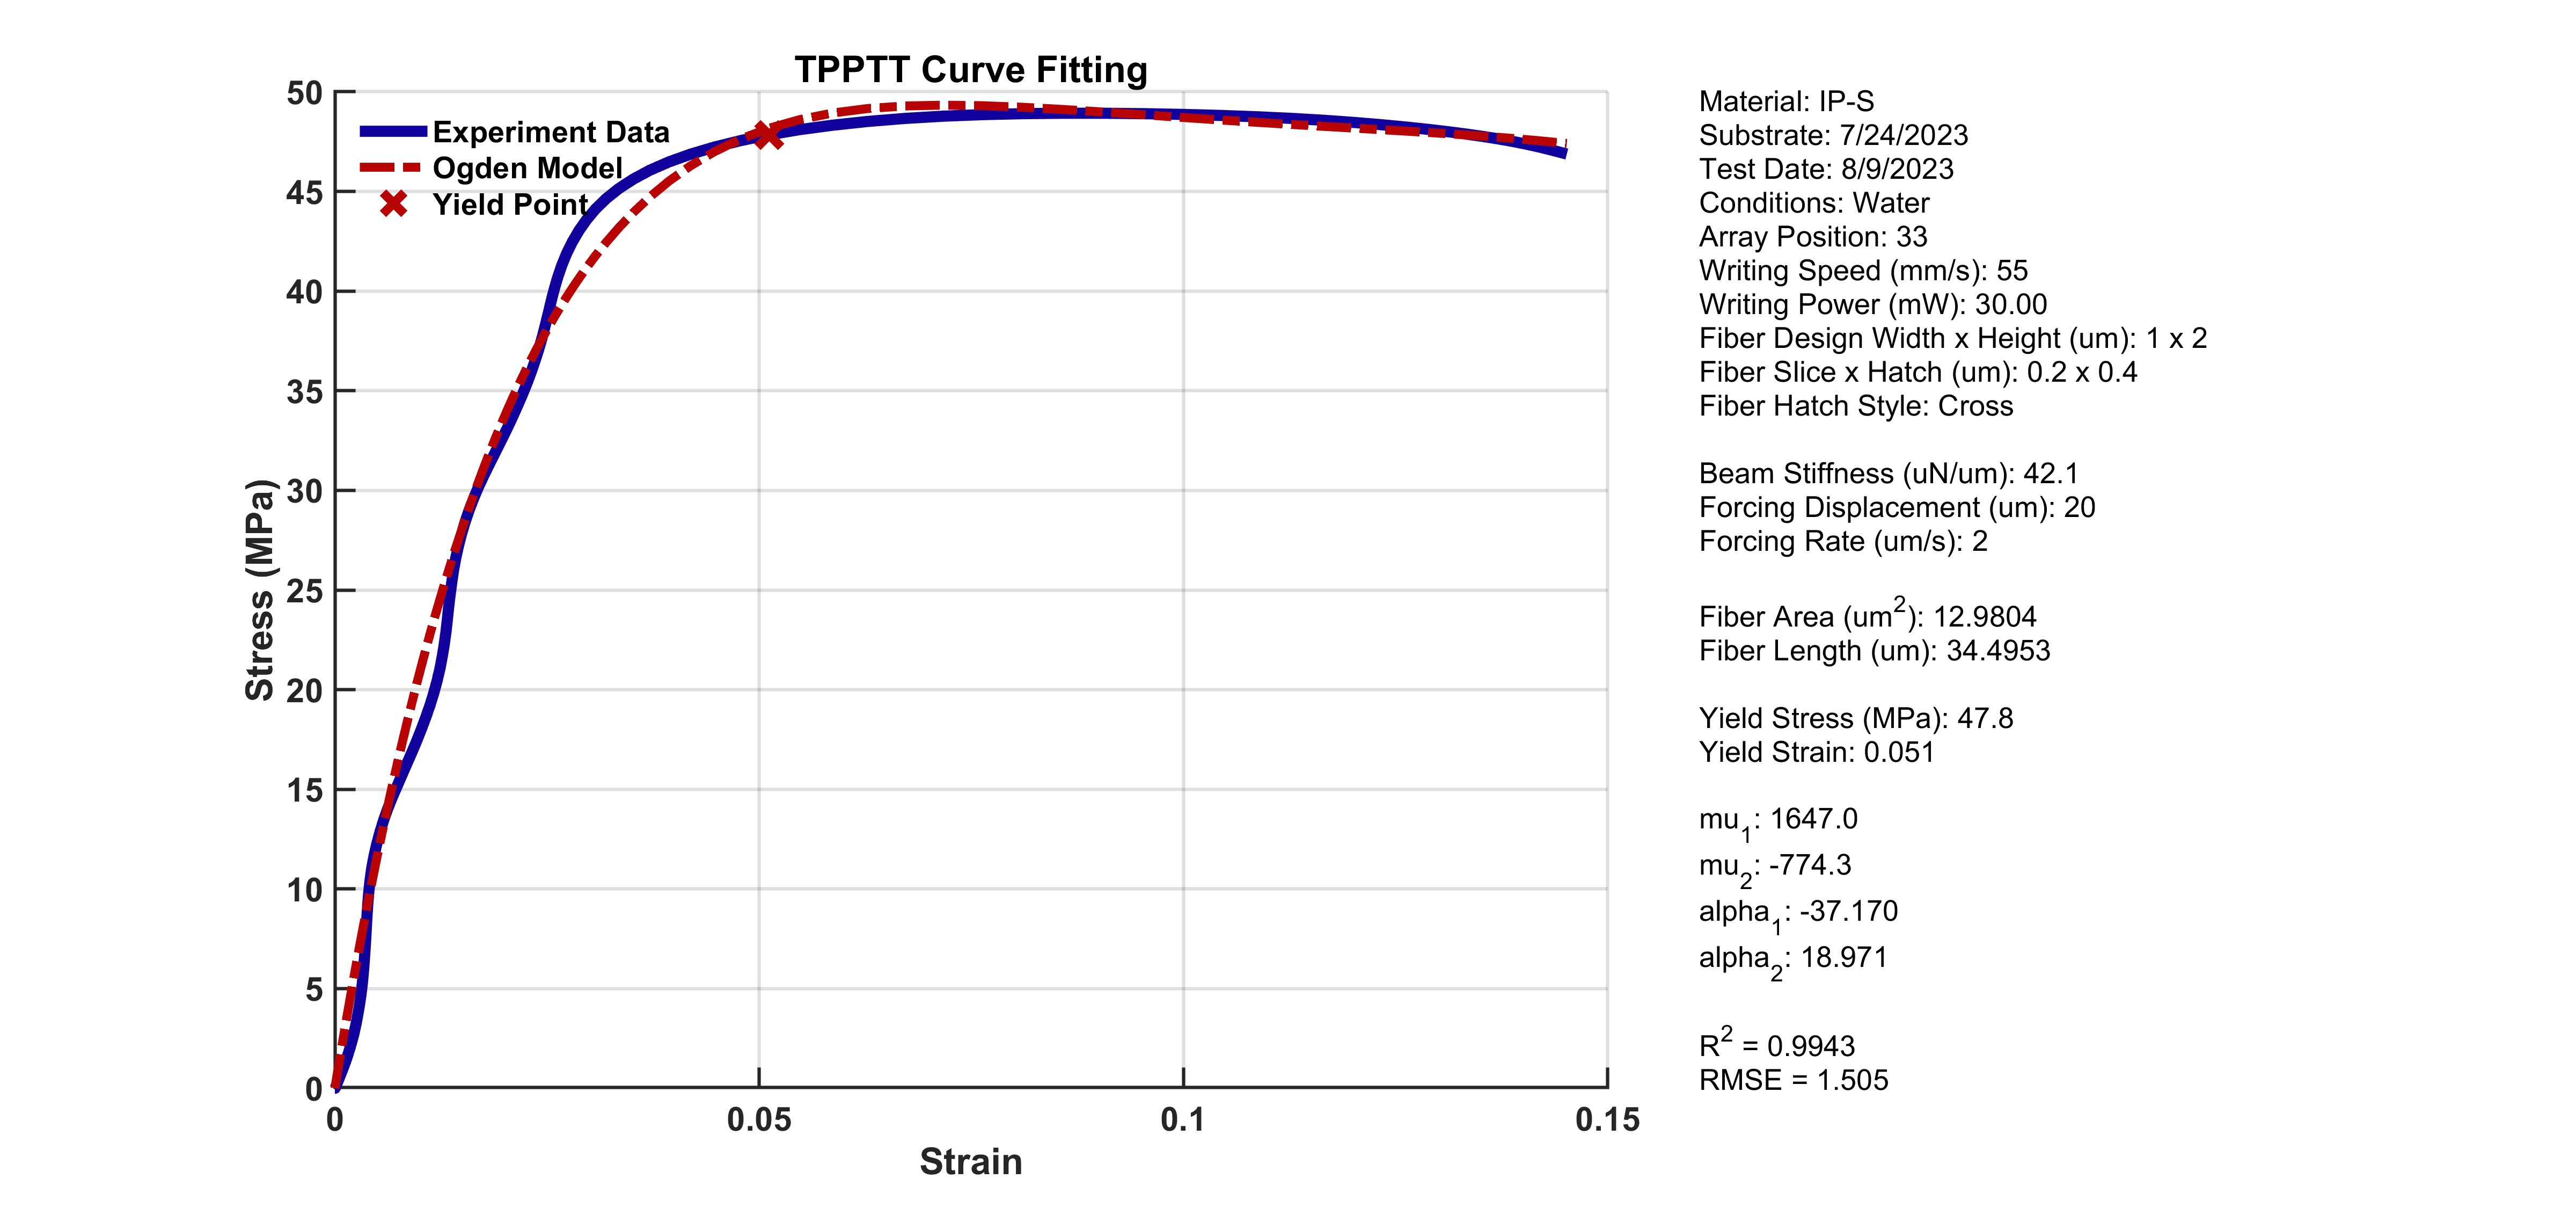 TPPTT Curve Fitting
Experiment Data
Ogden Model
Yield Point
Stress (MPa)
50
45
40
35
30
25
20
15
10
5
0
0 0.05 0.1 0.15
Strain
Material: IP-S
Substrate: 7/24/2023
Test Date: 8/9/2023
Conditions: Water
Array Position: 33
Writing Speed (mm/s): 55
Writing Power (mW): 30.00
Fiber Design Width x Height (um): 1 x 2
Fiber Slice x Hatch (um): 0.2 x 0.4
Fiber Hatch Style: Cross
Beam Stiffness (uN/um): 42.1
Forcing Displacement (um): 20
Forcing Rate (um/s): 2
Fiber Area (um²): 12.9804
Fiber Length (um): 34.4953
Yield Stress (MPa): 47.8
Yield Strain: 0.051
mu₁: 1647.0
mu₂: -774.3
alpha₁: -37.170
alpha₂: 18.971
R² = 0.9943
RMSE = 1.505